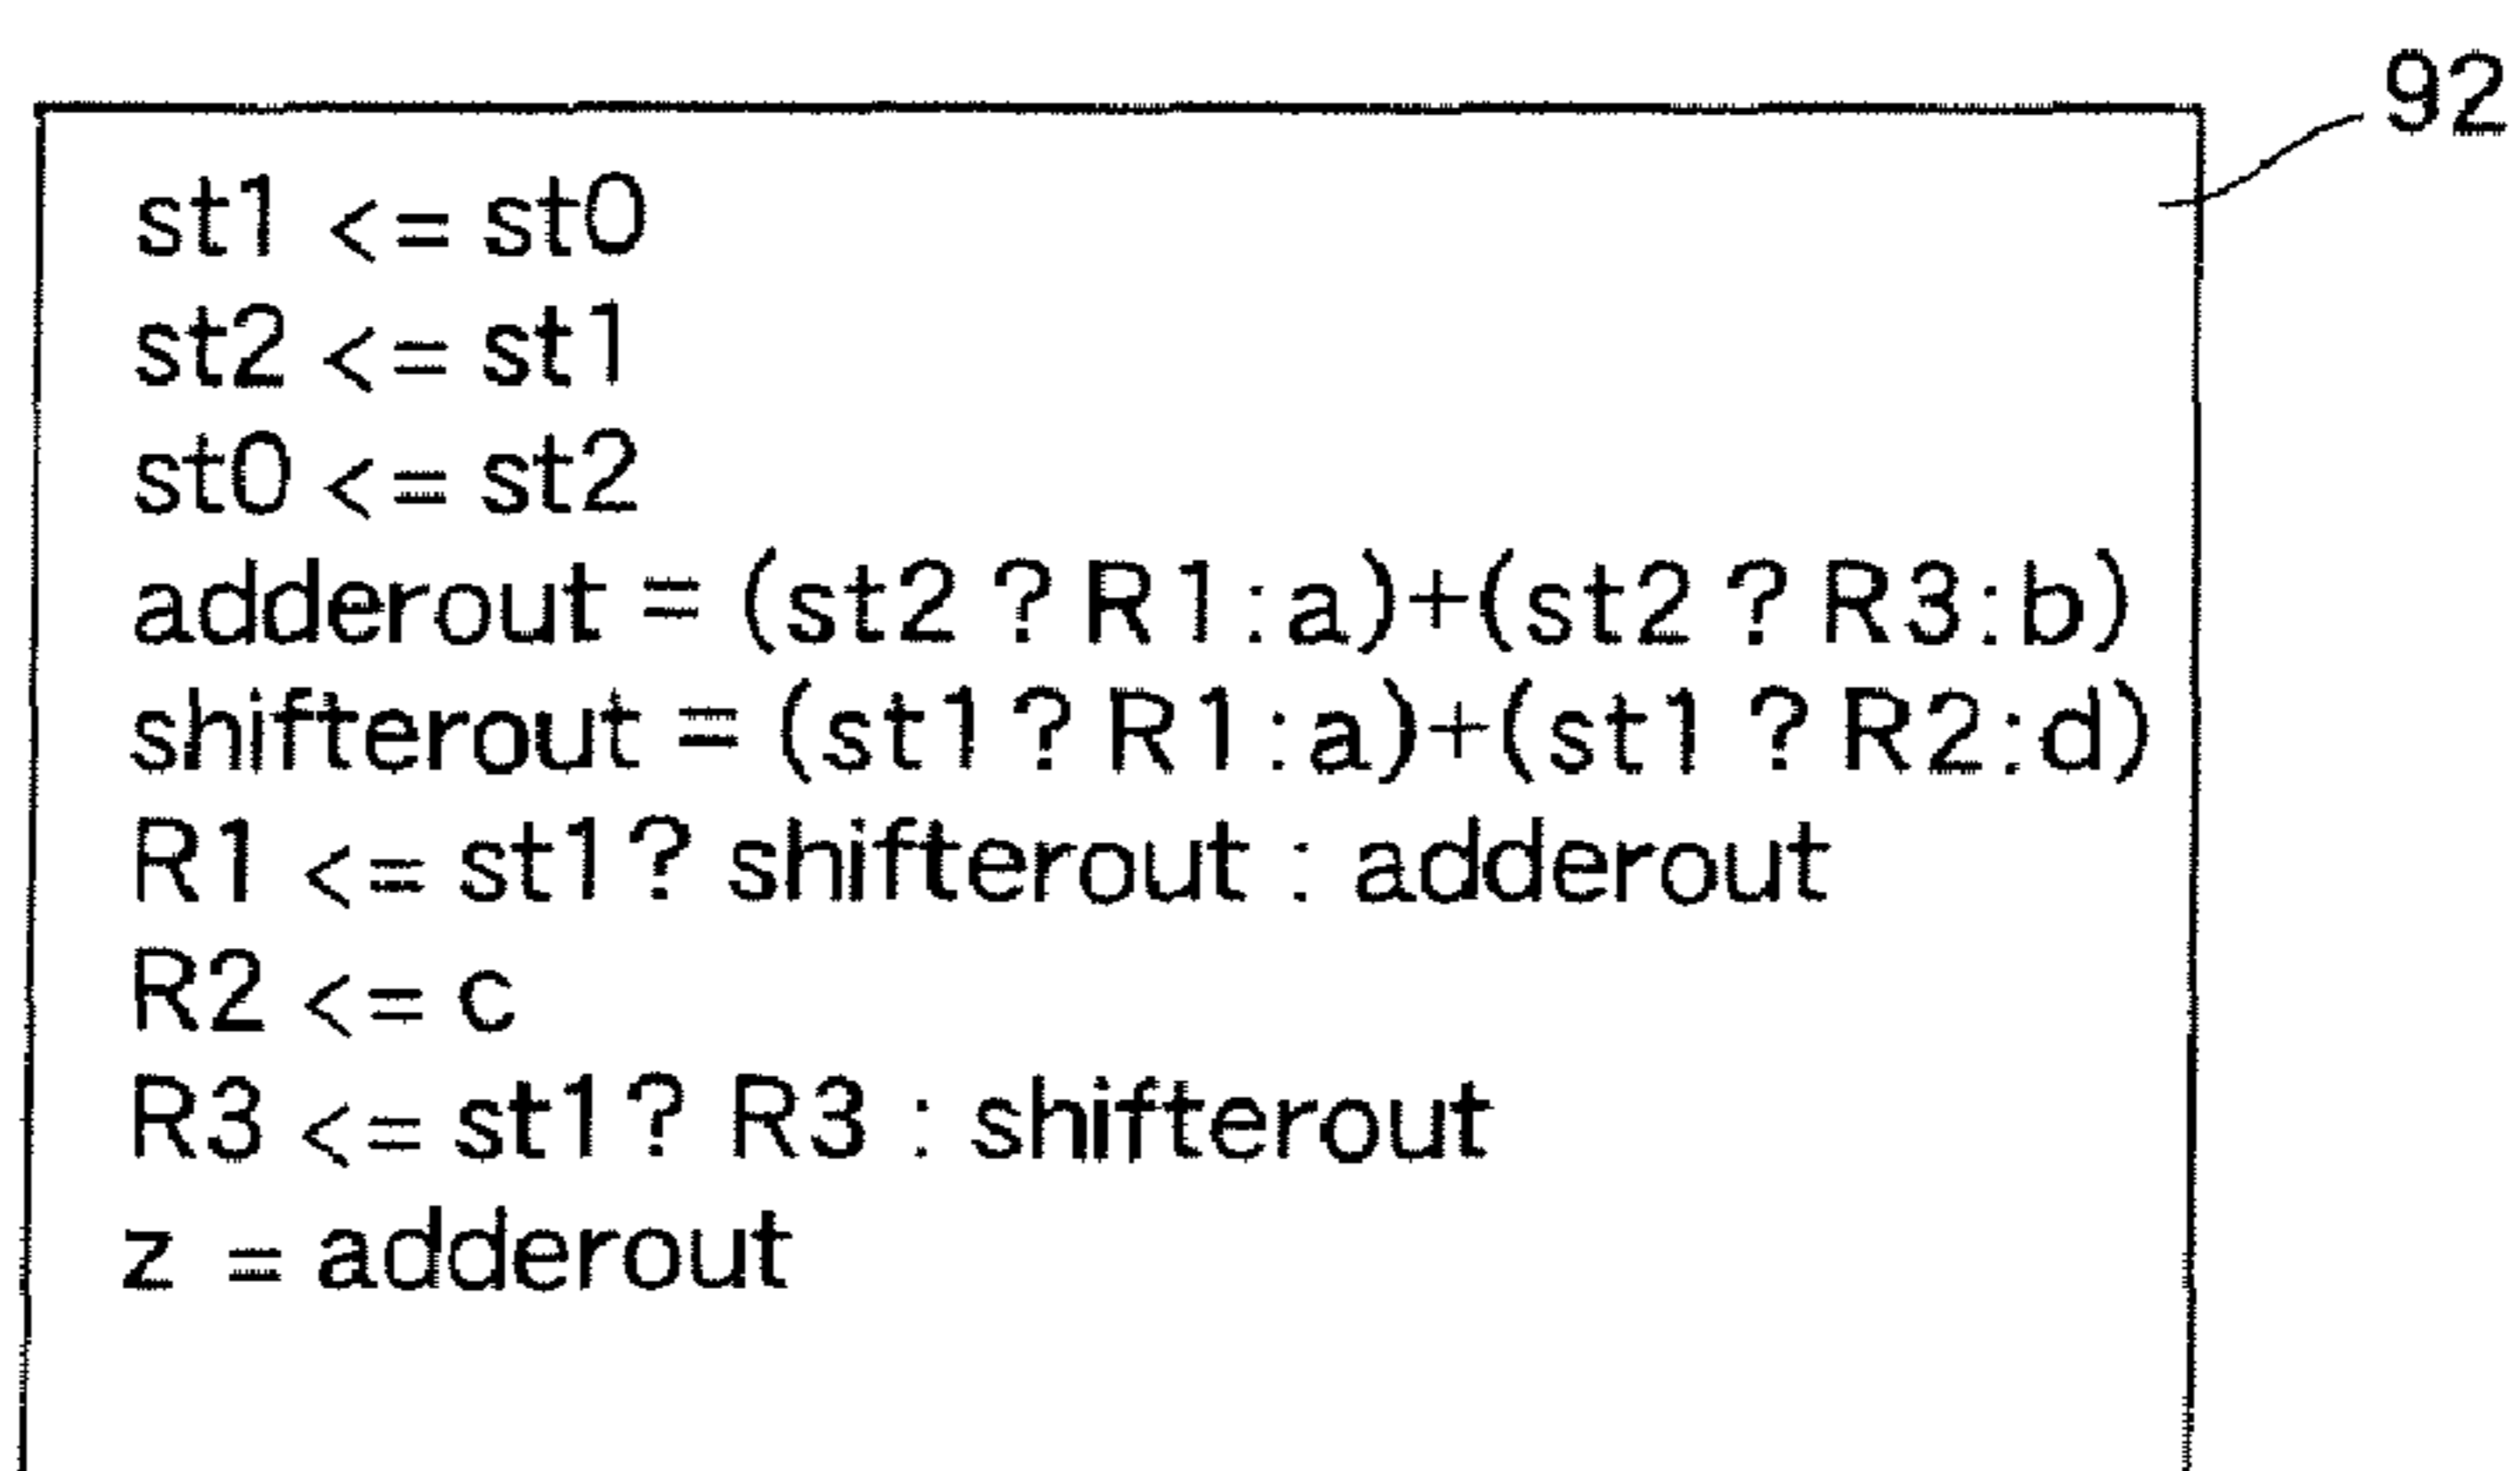 92
st1 <= st0
st2 <= st1
st0 <= st2
adderout = (st2 ? R1:a)+(st2 ? R3:b)
shifterout = (st1 ? R1:a)+(st1 ? R2:d)
R1 <= st1 ? shifterout : adderout
R2 <= c
R3 <= st1 ? R3 : shifterout
z = adderout